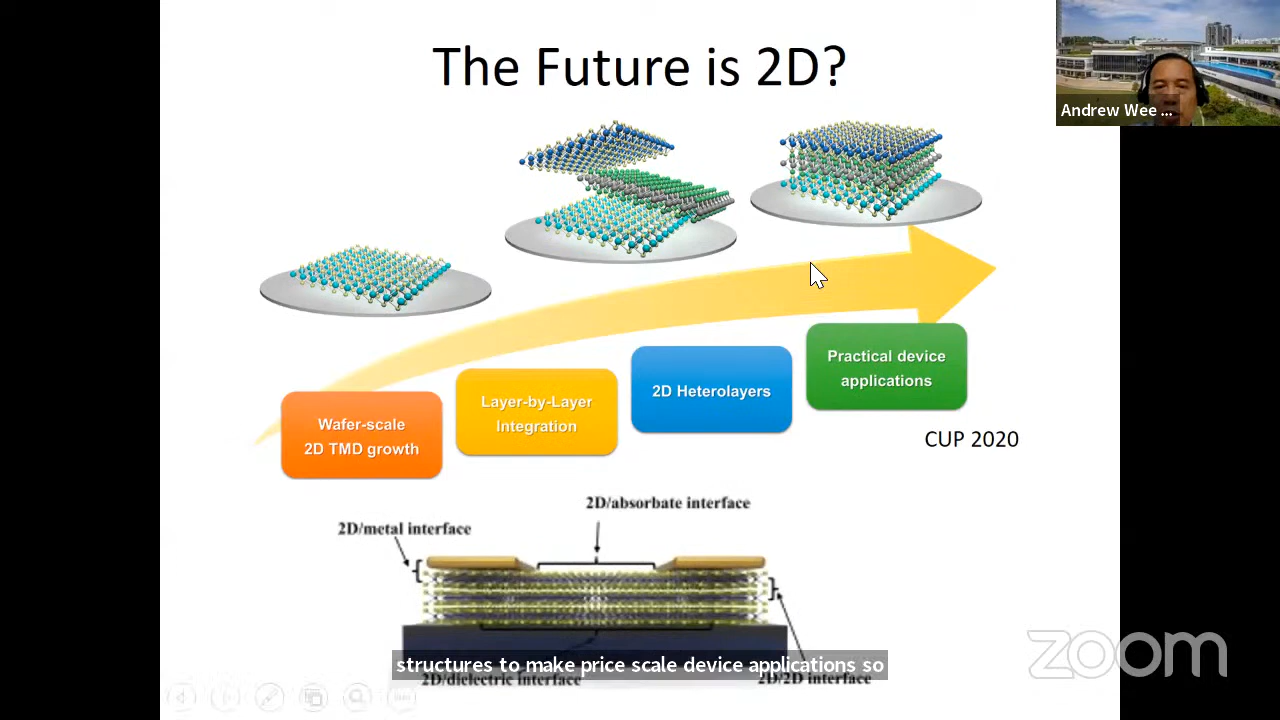 The Future is 2D?
Andrew Wee ...
Wafer-scale
2D TMD growth
Layer-by-Layer
Integration
2D Heterolayers
Practical device
applications
CUP 2020
2D/absorbate interface
2D/metal interface
structures to make price scale device applications so
2D/dielectric interface
2D/2D interface
zoom